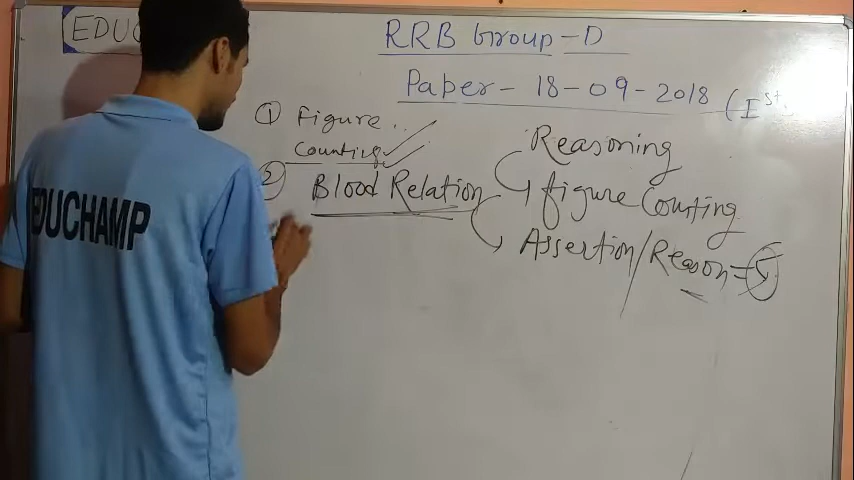 EDUC
RRB Group-D
Paper - 18-09-2018 (Ist
① Figure..
Counting
② Blood Relation
Reasoning
figure Counting
Assertion/Reason = 5
EDUCHAMP